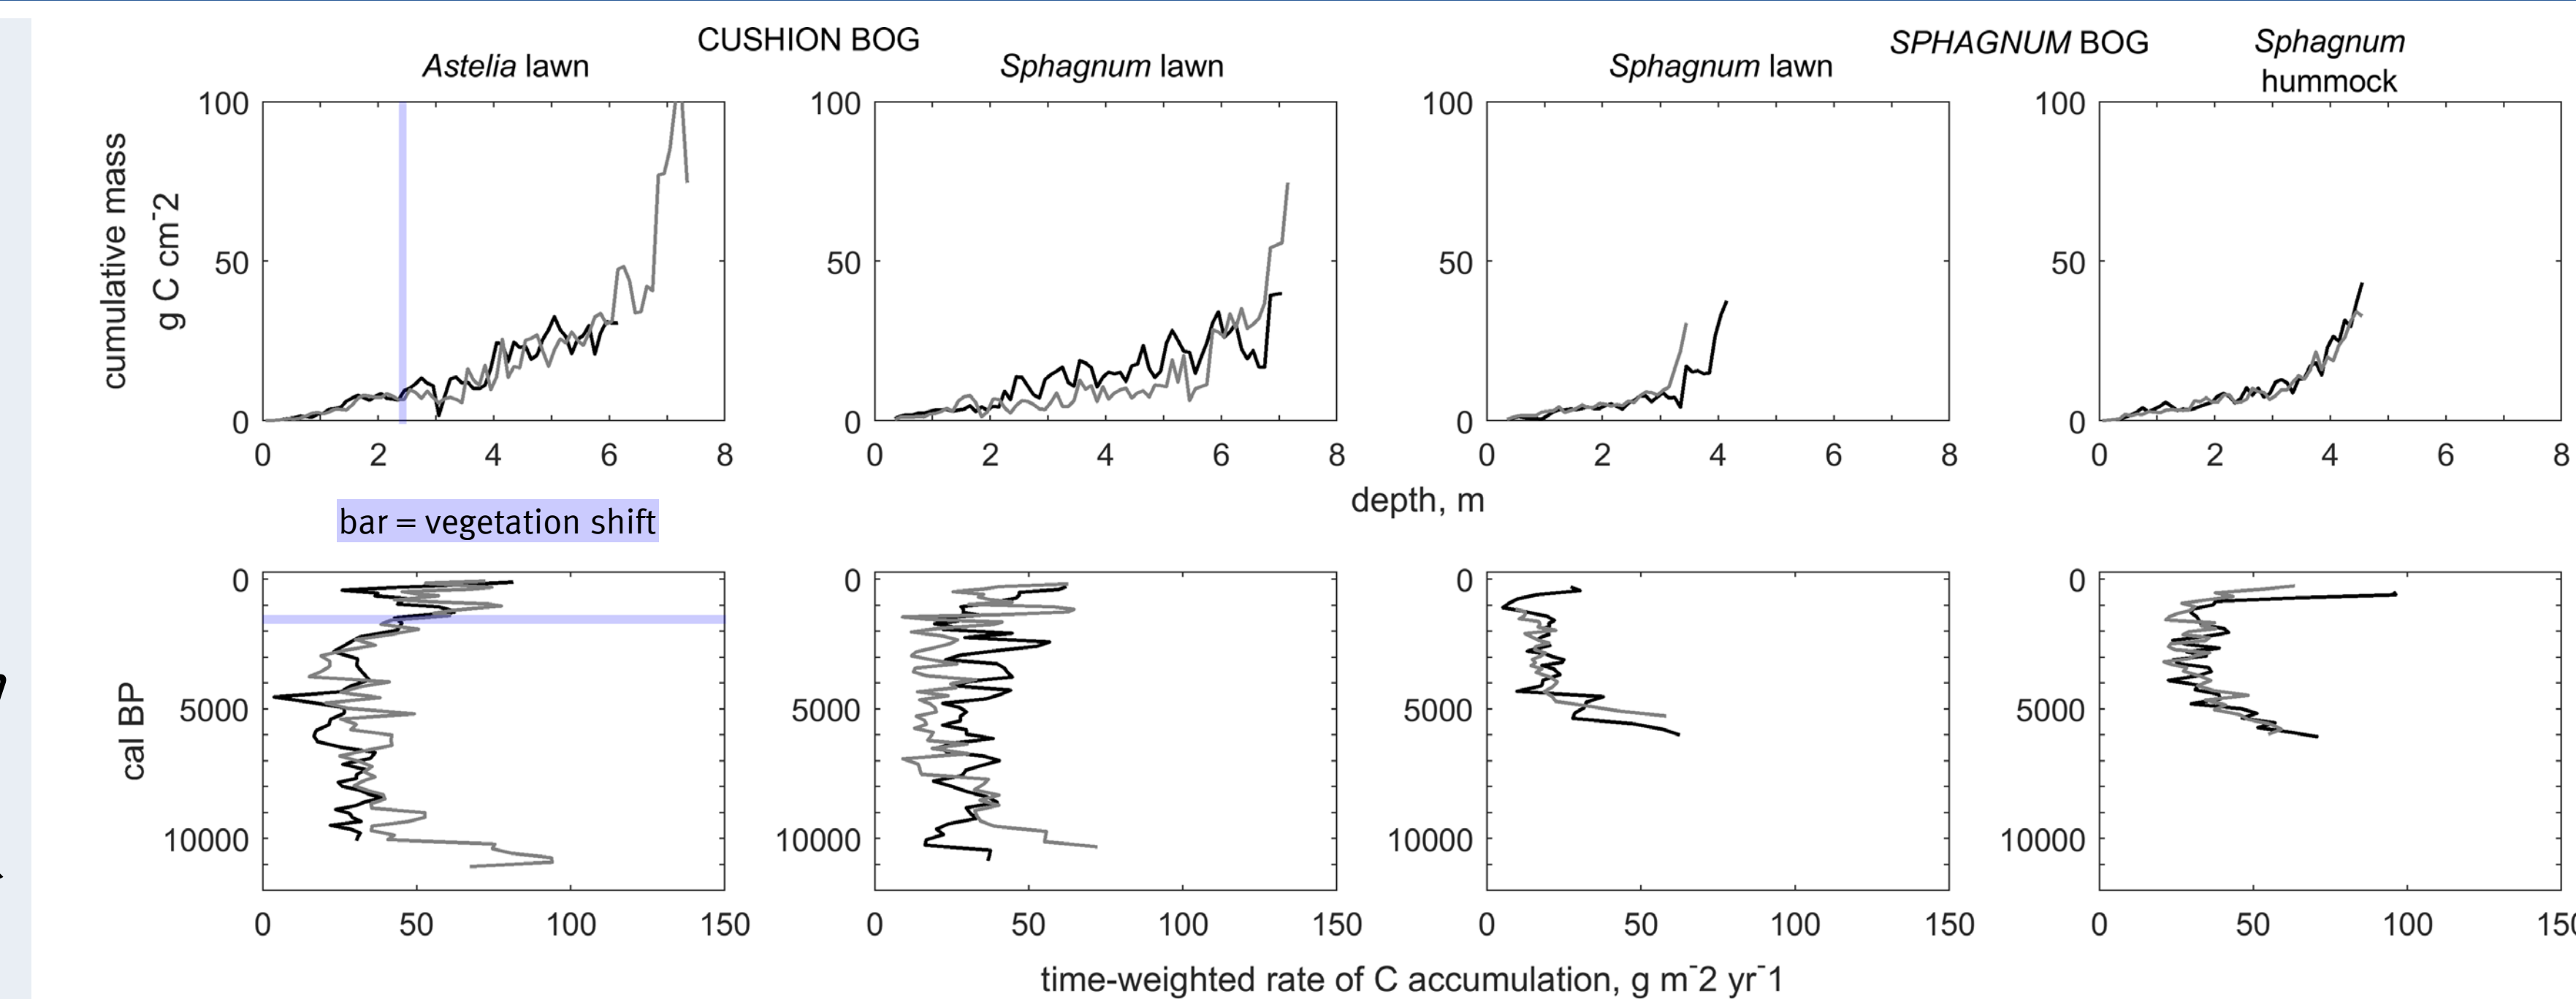 CUSHION BOG
SPHAGNUM BOG
Astelia lawn
Sphagnum lawn
Sphagnum lawn
Sphagnum
hummock
cumulative mass
g C cm-2
100
50
0
0 2 4 6 8
100
50
0
0 2 4 6 8
100
50
0
0 2 4 6 8
100
50
0
0 2 4 6 8
depth, m
bar = vegetation shift
cal BP
0
5000
10000
0 50 100 150
0
5000
10000
0 50 100 150
0
5000
10000
0 50 100 150
0
5000
10000
0 50 100
time-weighted rate of C accumulation, g m-2 yr-1